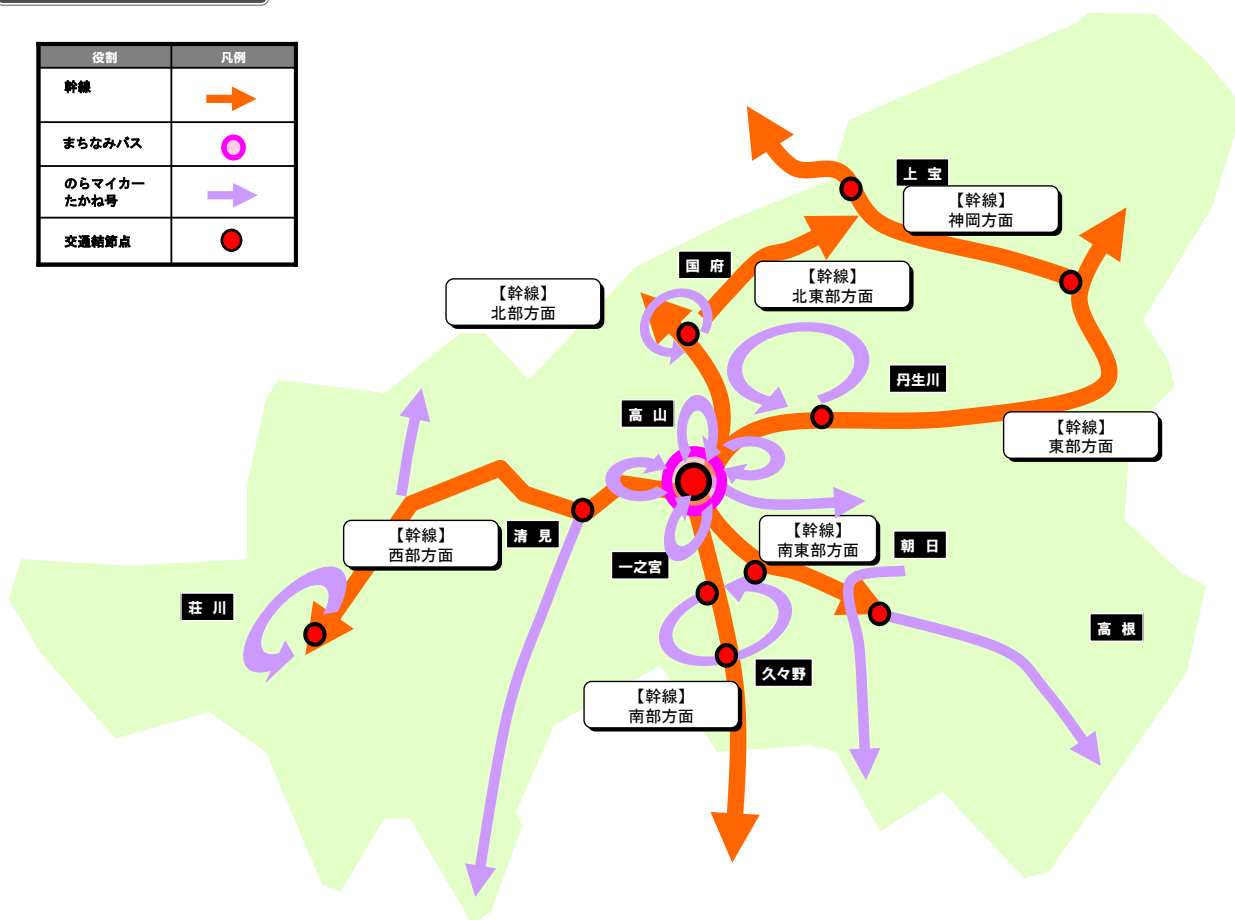 役割 凡例
幹線
まちなみバス
のらマイカー
たかね号
交通結節点
上 宝
【幹線】
神岡方面
国 府
【幹線】
北東部方面
【幹線】
北部方面
丹生川
高 山
【幹線】
東部方面
【幹線】
西部方面
清 見
【幹線】
南東部方面
朝 日
一之宮
荘 川
高 根
久々野
【幹線】
南部方面